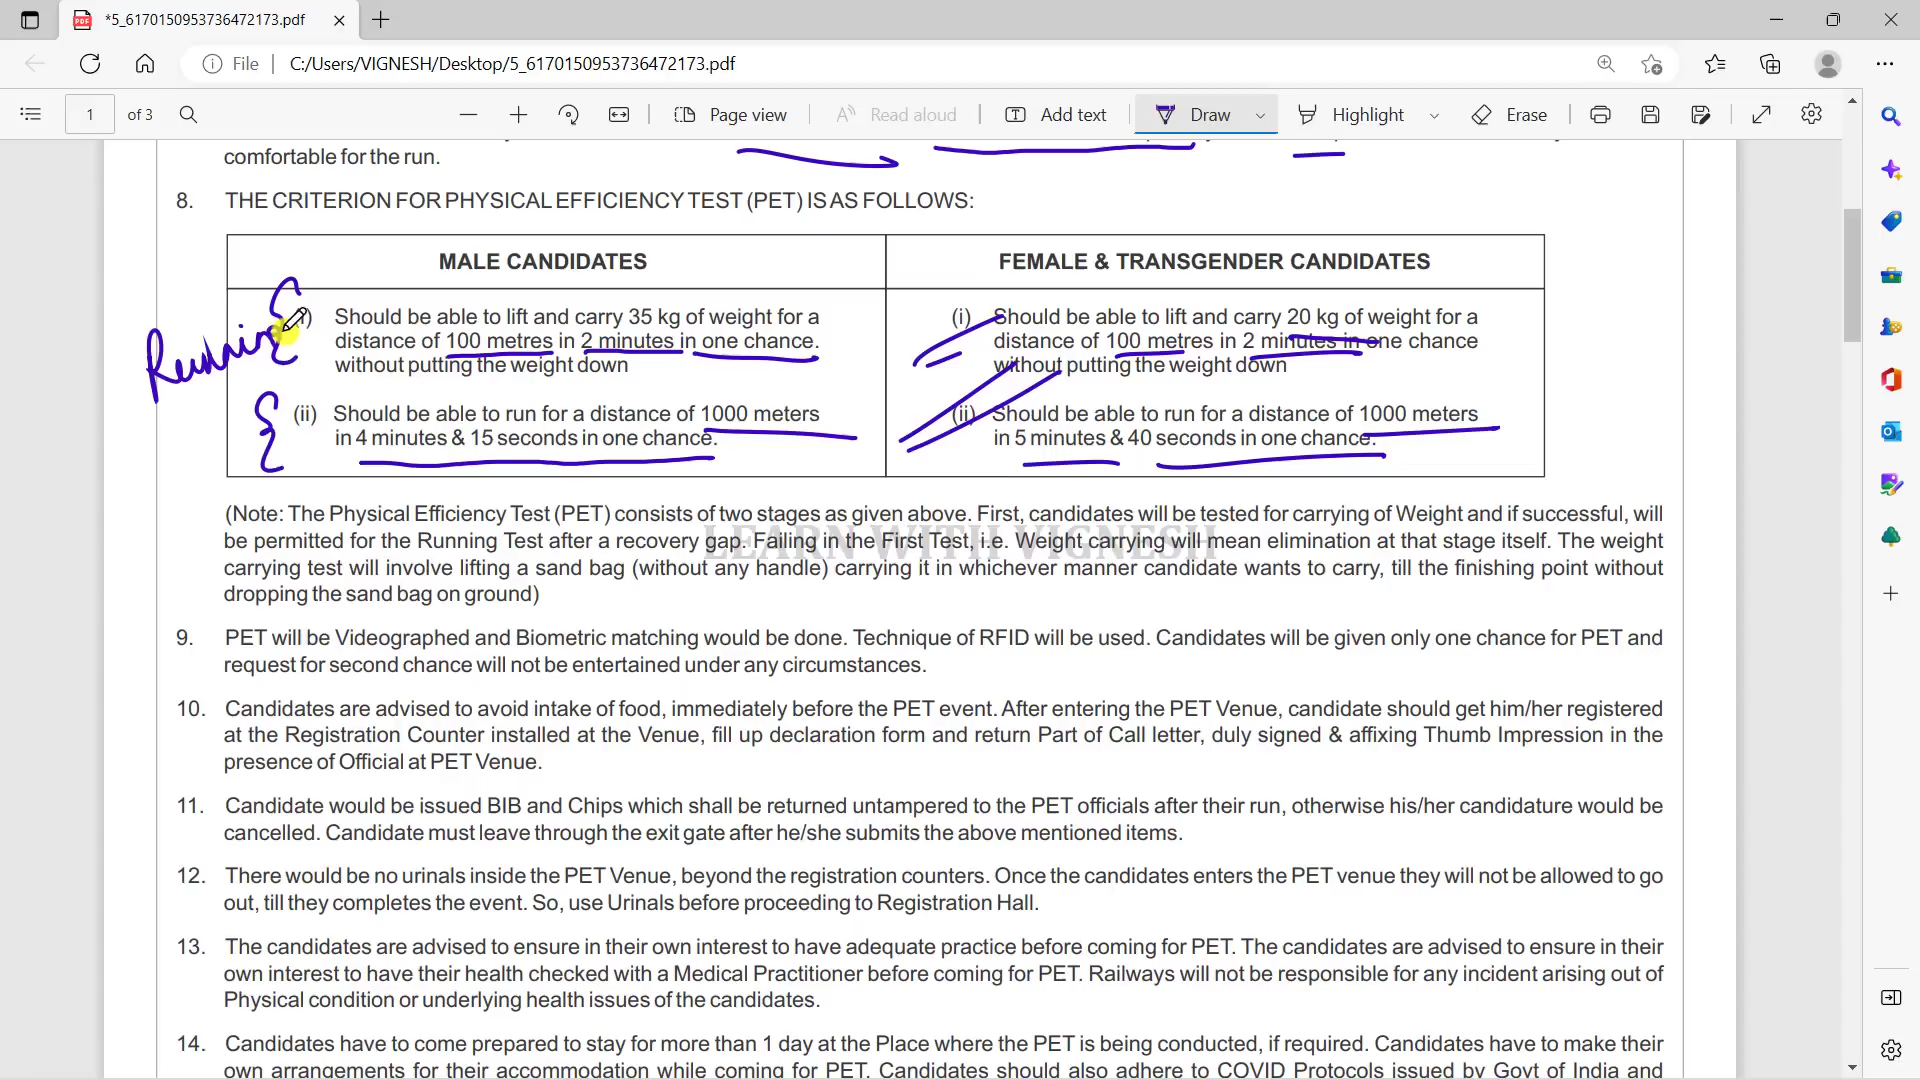 *5_6170150953736472173.pdf
File
C:/Users/VIGNESH/Desktop/5_6170150953736472173.pdf
1 of 3
Page view
Read aloud
Add text
Draw
Highlight
Erase
comfortable for the run.
8. THE CRITERION FOR PHYSICAL EFFICIENCY TEST (PET) IS AS FOLLOWS:
MALE CANDIDATES
(i) Should be able to lift and carry 35 kg of weight for a
distance of 100 metres in 2 minutes in one chance.
without putting the weight down
(ii) Should be able to run for a distance of 1000 meters
in 4 minutes & 15 seconds in one chance.
FEMALE & TRANSGENDER CANDIDATES
(i) Should be able to lift and carry 20 kg of weight for a
distance of 100 metres in 2 minutes in one chance
without putting the weight down
(ii) Should be able to run for a distance of 1000 meters
in 5 minutes & 40 seconds in one chance.
Running
(Note: The Physical Efficiency Test (PET) consists of two stages as given above. First, candidates will be tested for carrying of Weight and if successful, will
be permitted for the Running Test after a recovery gap. Falling in the First Test, i.e. Weight carrying will mean elimination at that stage itself. The weight
carrying test will involve lifting a sand bag (without any handle) carrying it in whichever manner candidate wants to carry, till the finishing point without
dropping the sand bag on ground)
LEARN WITH VIGNESH
9. PET will be Videographed and Biometric matching would be done. Technique of RFID will be used. Candidates will be given only one chance for PET and
request for second chance will not be entertained under any circumstances.
10. Candidates are advised to avoid intake of food, immediately before the PET event. After entering the PET Venue, candidate should get him/her registered
at the Registration Counter installed at the Venue, fill up declaration form and return Part of Call letter, duly signed & affixing Thumb Impression in the
presence of Official at PET Venue.
11. Candidate would be issued BIB and Chips which shall be returned untampered to the PET officials after their run, otherwise his/her candidature would be
cancelled. Candidate must leave through the exit gate after he/she submits the above mentioned items.
12. There would be no urinals inside the PET Venue, beyond the registration counters. Once the candidates enters the PET venue they will not be allowed to go
out, till they completes the event. So, use Urinals before proceeding to Registration Hall.
13. The candidates are advised to ensure in their own interest to have adequate practice before coming for PET. The candidates are advised to ensure in their
own interest to have their health checked with a Medical Practitioner before coming for PET. Railways will not be responsible for any incident arising out of
Physical condition or underlying health issues of the candidates.
14. Candidates have to come prepared to stay for more than 1 day at the Place where the PET is being conducted, if required. Candidates have to make their
own arrangements for their accommodation while coming for PET. Candidates should also adhere to COVID Protocols issued by Govt of India and